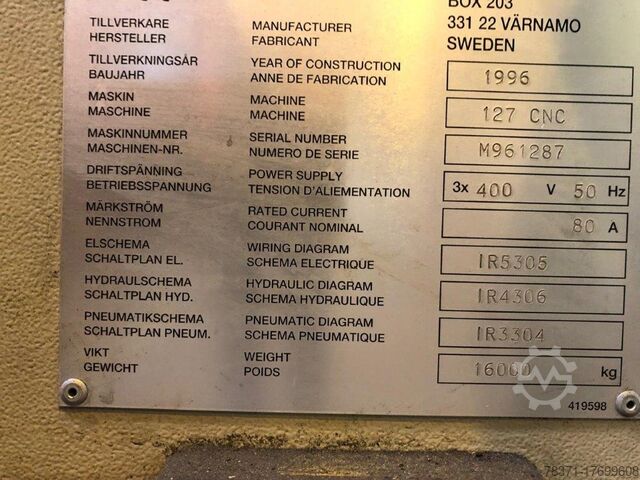 BOX 203
TILLVERKARE MANUFACTURER 331 22 VÄRNAMO
HERSTELLER FABRICANT SWEDEN
TILLVERKNINGSÅR YEAR OF CONSTRUCTION 1996
BAUJAHR ANNE DE FABRICATION
MASKIN MACHINE 127 CNC
MASCHINE MACHINE
MASKINNUMMER SERIAL NUMBER M961287
MASCHINEN-NR. NUMERO DE SERIE
DRIFTSPÄNNING POWER SUPPLY 3x 400 V 50 Hz
BETRIEBSSPANNUNG TENSION D'ALIEMENTATION
MÄRKSTRÖM RATED CURRENT 80 A
NENNSTROM COURANT NOMINAL
ELSCHEMA WIRING DIAGRAM IR5305
SCHALTPLAN EL. SCHEMA ELECTRIQUE
HYDRAULSCHEMA HYDRAULIC DIAGRAM IR4306
SCHALTPLAN HYD. SCHEMA HYDRAULIQUE
PNEUMATIKSCHEMA PNEUMATIC DIAGRAM IR3304
SCHALTPLAN PNEUM. SCHEMA PNEUMATIQUE
VIKT WEIGHT 16000 kg
GEWICHT POIDS
419598
78371-17699608